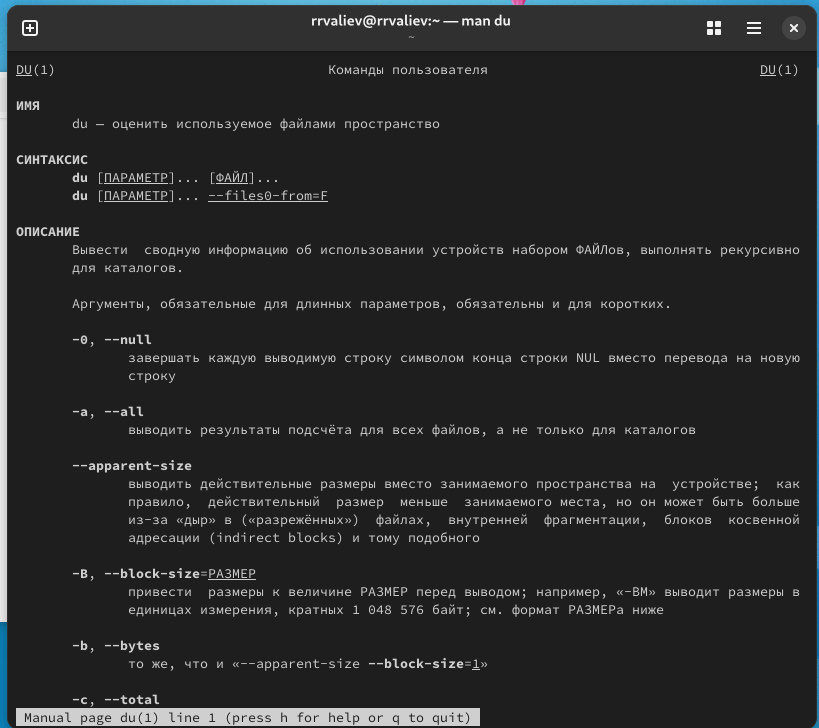 rrvaliev@rrvaliev:~ — man du
~
DU(1) Команды пользователя DU(1)
ИМЯ
du — оценить используемое файлами пространство
СИНТАКСИС
du [ПАРАМЕТР]... [ФАЙЛ]...
du [ПАРАМЕТР]... --files0-from=F
ОПИСАНИЕ
Вывести сводную информацию об использовании устройств набором ФАЙЛов, выполнять рекурсивно
для каталогов.
Аргументы, обязательные для длинных параметров, обязательны и для коротких.
-0, --null
завершать каждую выводимую строку символом конца строки NUL вместо перевода на новую
строку
-a, --all
выводить результаты подсчёта для всех файлов, а не только для каталогов
--apparent-size
выводить действительные размеры вместо занимаемого пространства на устройстве; как
правило, действительный размер меньше занимаемого места, но он может быть больше
из-за «дыр» в («разрежённых») файлах, внутренней фрагментации, блоков косвенной
адресации (indirect blocks) и тому подобного
-B, --block-size=РАЗМЕР
привести размеры к величине РАЗМЕР перед выводом; например, «-BM» выводит размеры в
единицах измерения, кратных 1 048 576 байт; см. формат РАЗМЕРа ниже
-b, --bytes
то же, что и «--apparent-size --block-size=1»
-c, --total
Manual page du(1) line 1 (press h for help or q to quit)